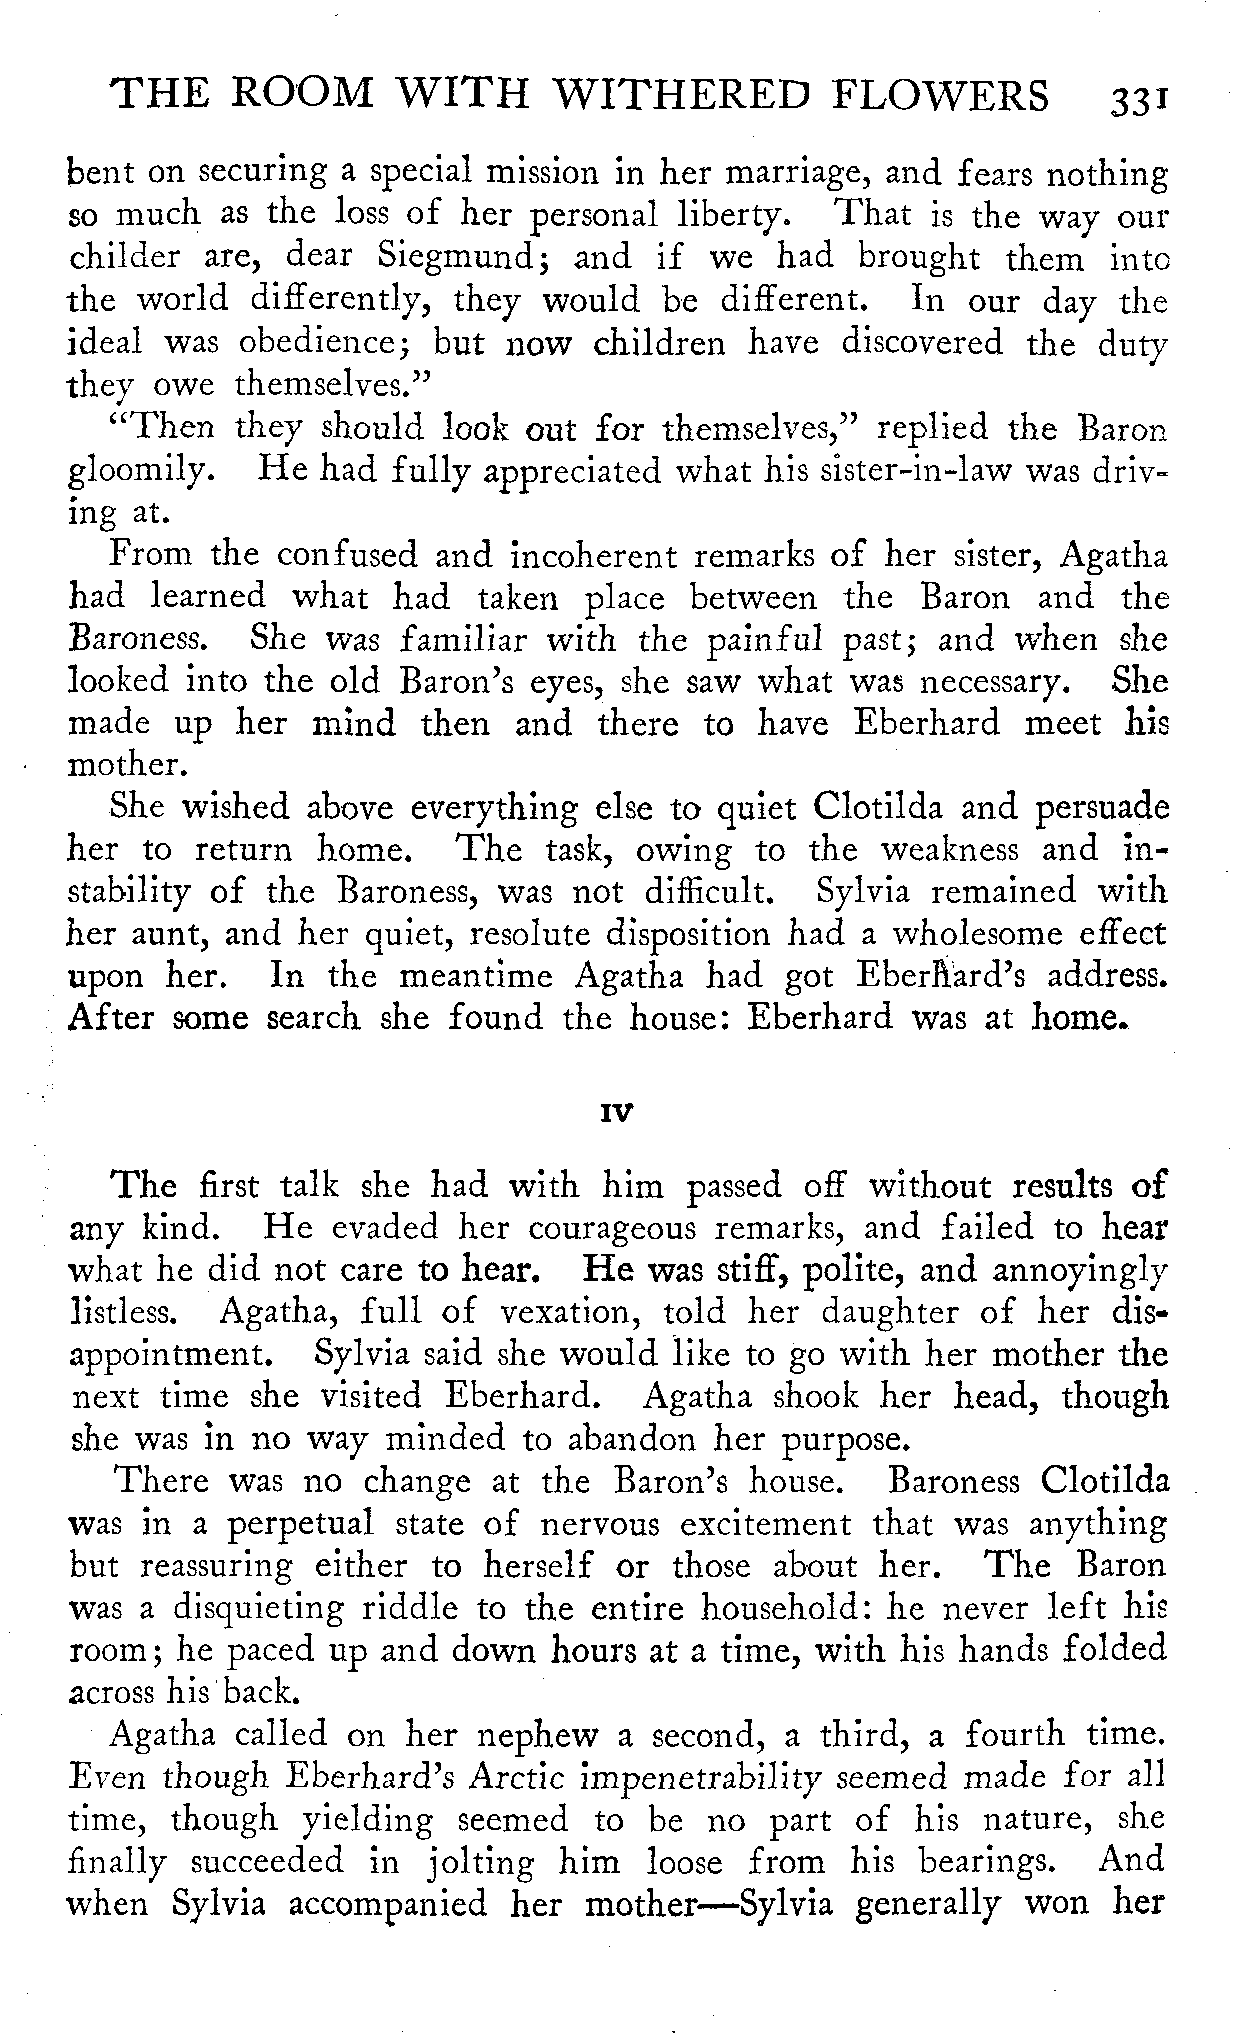 THE ROOM WITH WITHERED FLOWERS 331
bent on securing a special mission in her marriage, and fears nothing
so much as the loss of her personal liberty. That is the way our
childer are, dear Siegmund; and if we had brought them into
the world differently, they would be different. In our day the
ideal was obedience; but now children have discovered the duty
they owe themselves."
"Then they should look out for themselves," replied the Baron
gloomily. He had fully appreciated what his sister-in-law was driv-
ing at.
From the confused and incoherent remarks of her sister, Agatha
had learned what had taken place between the Baron and the
Baroness. She was familiar with the painful past; and when she
looked into the old Baron's eyes, she saw what was necessary. She
made up her mind then and there to have Eberhard meet his
mother.
She wished above everything else to quiet Clotilda and persuade
her to return home. The task, owing to the weakness and in-
stability of the Baroness, was not difficult. Sylvia remained with
her aunt, and her quiet, resolute disposition had a wholesome effect
upon her. In the meantime Agatha had got Eberhard's address.
After some search she found the house: Eberhard was at home.
IV
The first talk she had with him passed off without results of
any kind. He evaded her courageous remarks, and failed to hear
what he did not care to hear. He was stiff, polite, and annoyingly
listless. Agatha, full of vexation, told her daughter of her dis-
appointment. Sylvia said she would like to go with her mother the
next time she visited Eberhard. Agatha shook her head, though
she was in no way minded to abandon her purpose.
There was no change at the Baron's house. Baroness Clotilda
was in a perpetual state of nervous excitement that was anything
but reassuring either to herself or those about her. The Baron
was a disquieting riddle to the entire household: he never left his
room; he paced up and down hours at a time, with his hands folded
across his back.
Agatha called on her nephew a second, a third, a fourth time.
Even though Eberhard's Arctic impenetrability seemed made for all
time, though yielding seemed to be no part of his nature, she
finally succeeded in jolting him loose from his bearings. And
when Sylvia accompanied her mother—Sylvia generally won her